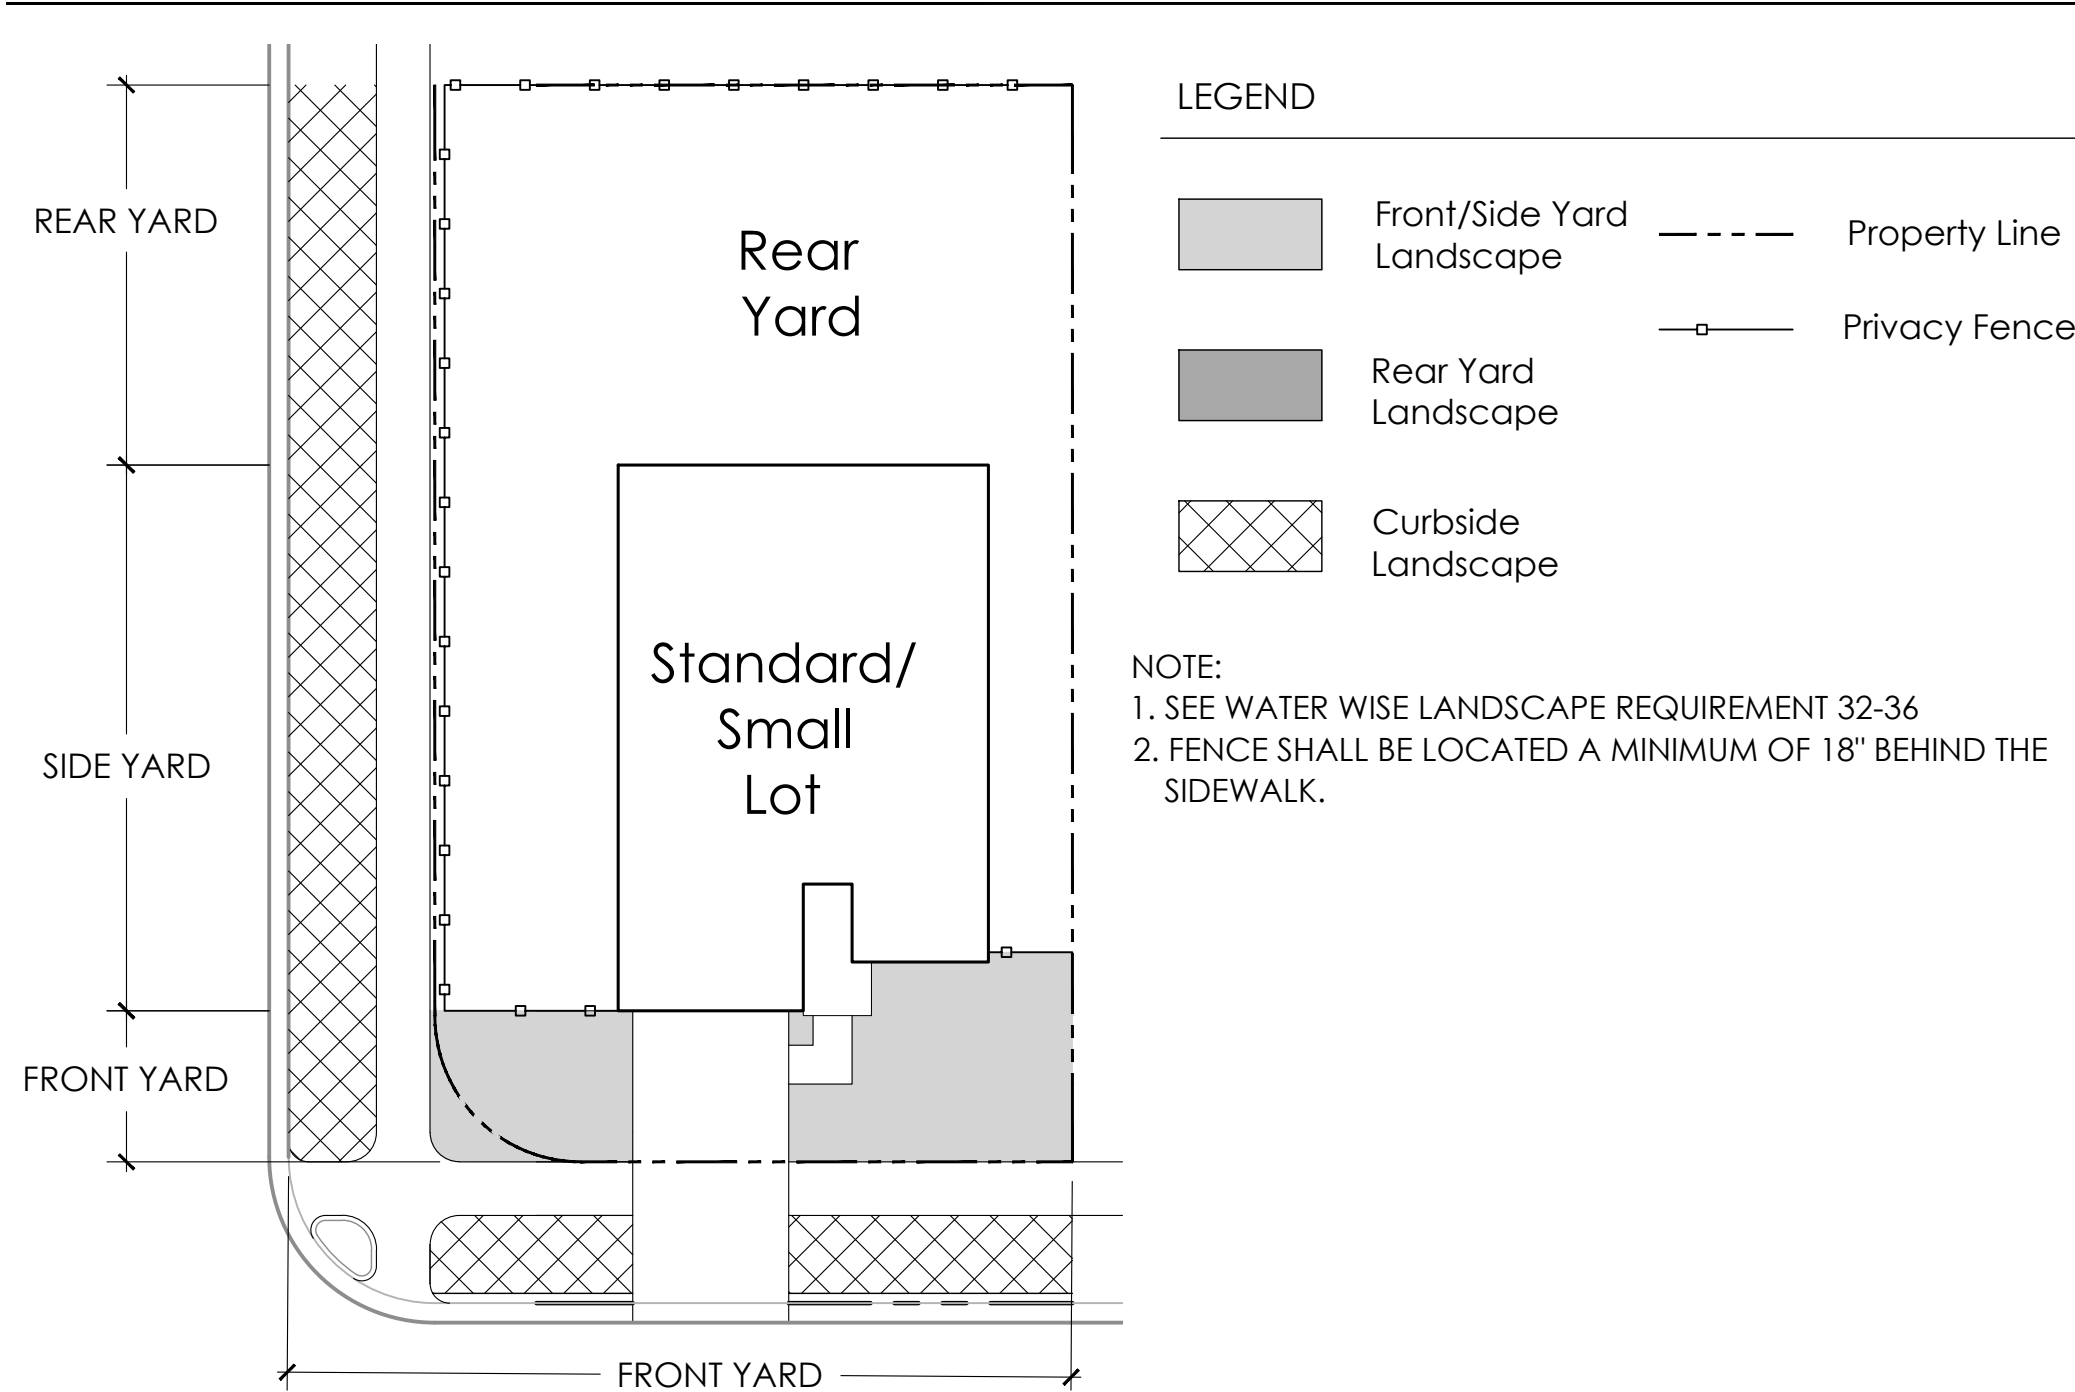 LEGEND
Front/Side Yard
Landscape
Property Line
Privacy Fence
Rear Yard
Landscape
Curbside
Landscape
REAR YARD
Rear
Yard
SIDE YARD
Standard/
Small
Lot
FRONT YARD
NOTE:
1. SEE WATER WISE LANDSCAPE REQUIREMENT 32-36
2. FENCE SHALL BE LOCATED A MINIMUM OF 18" BEHIND THE
SIDEWALK.
FRONT YARD